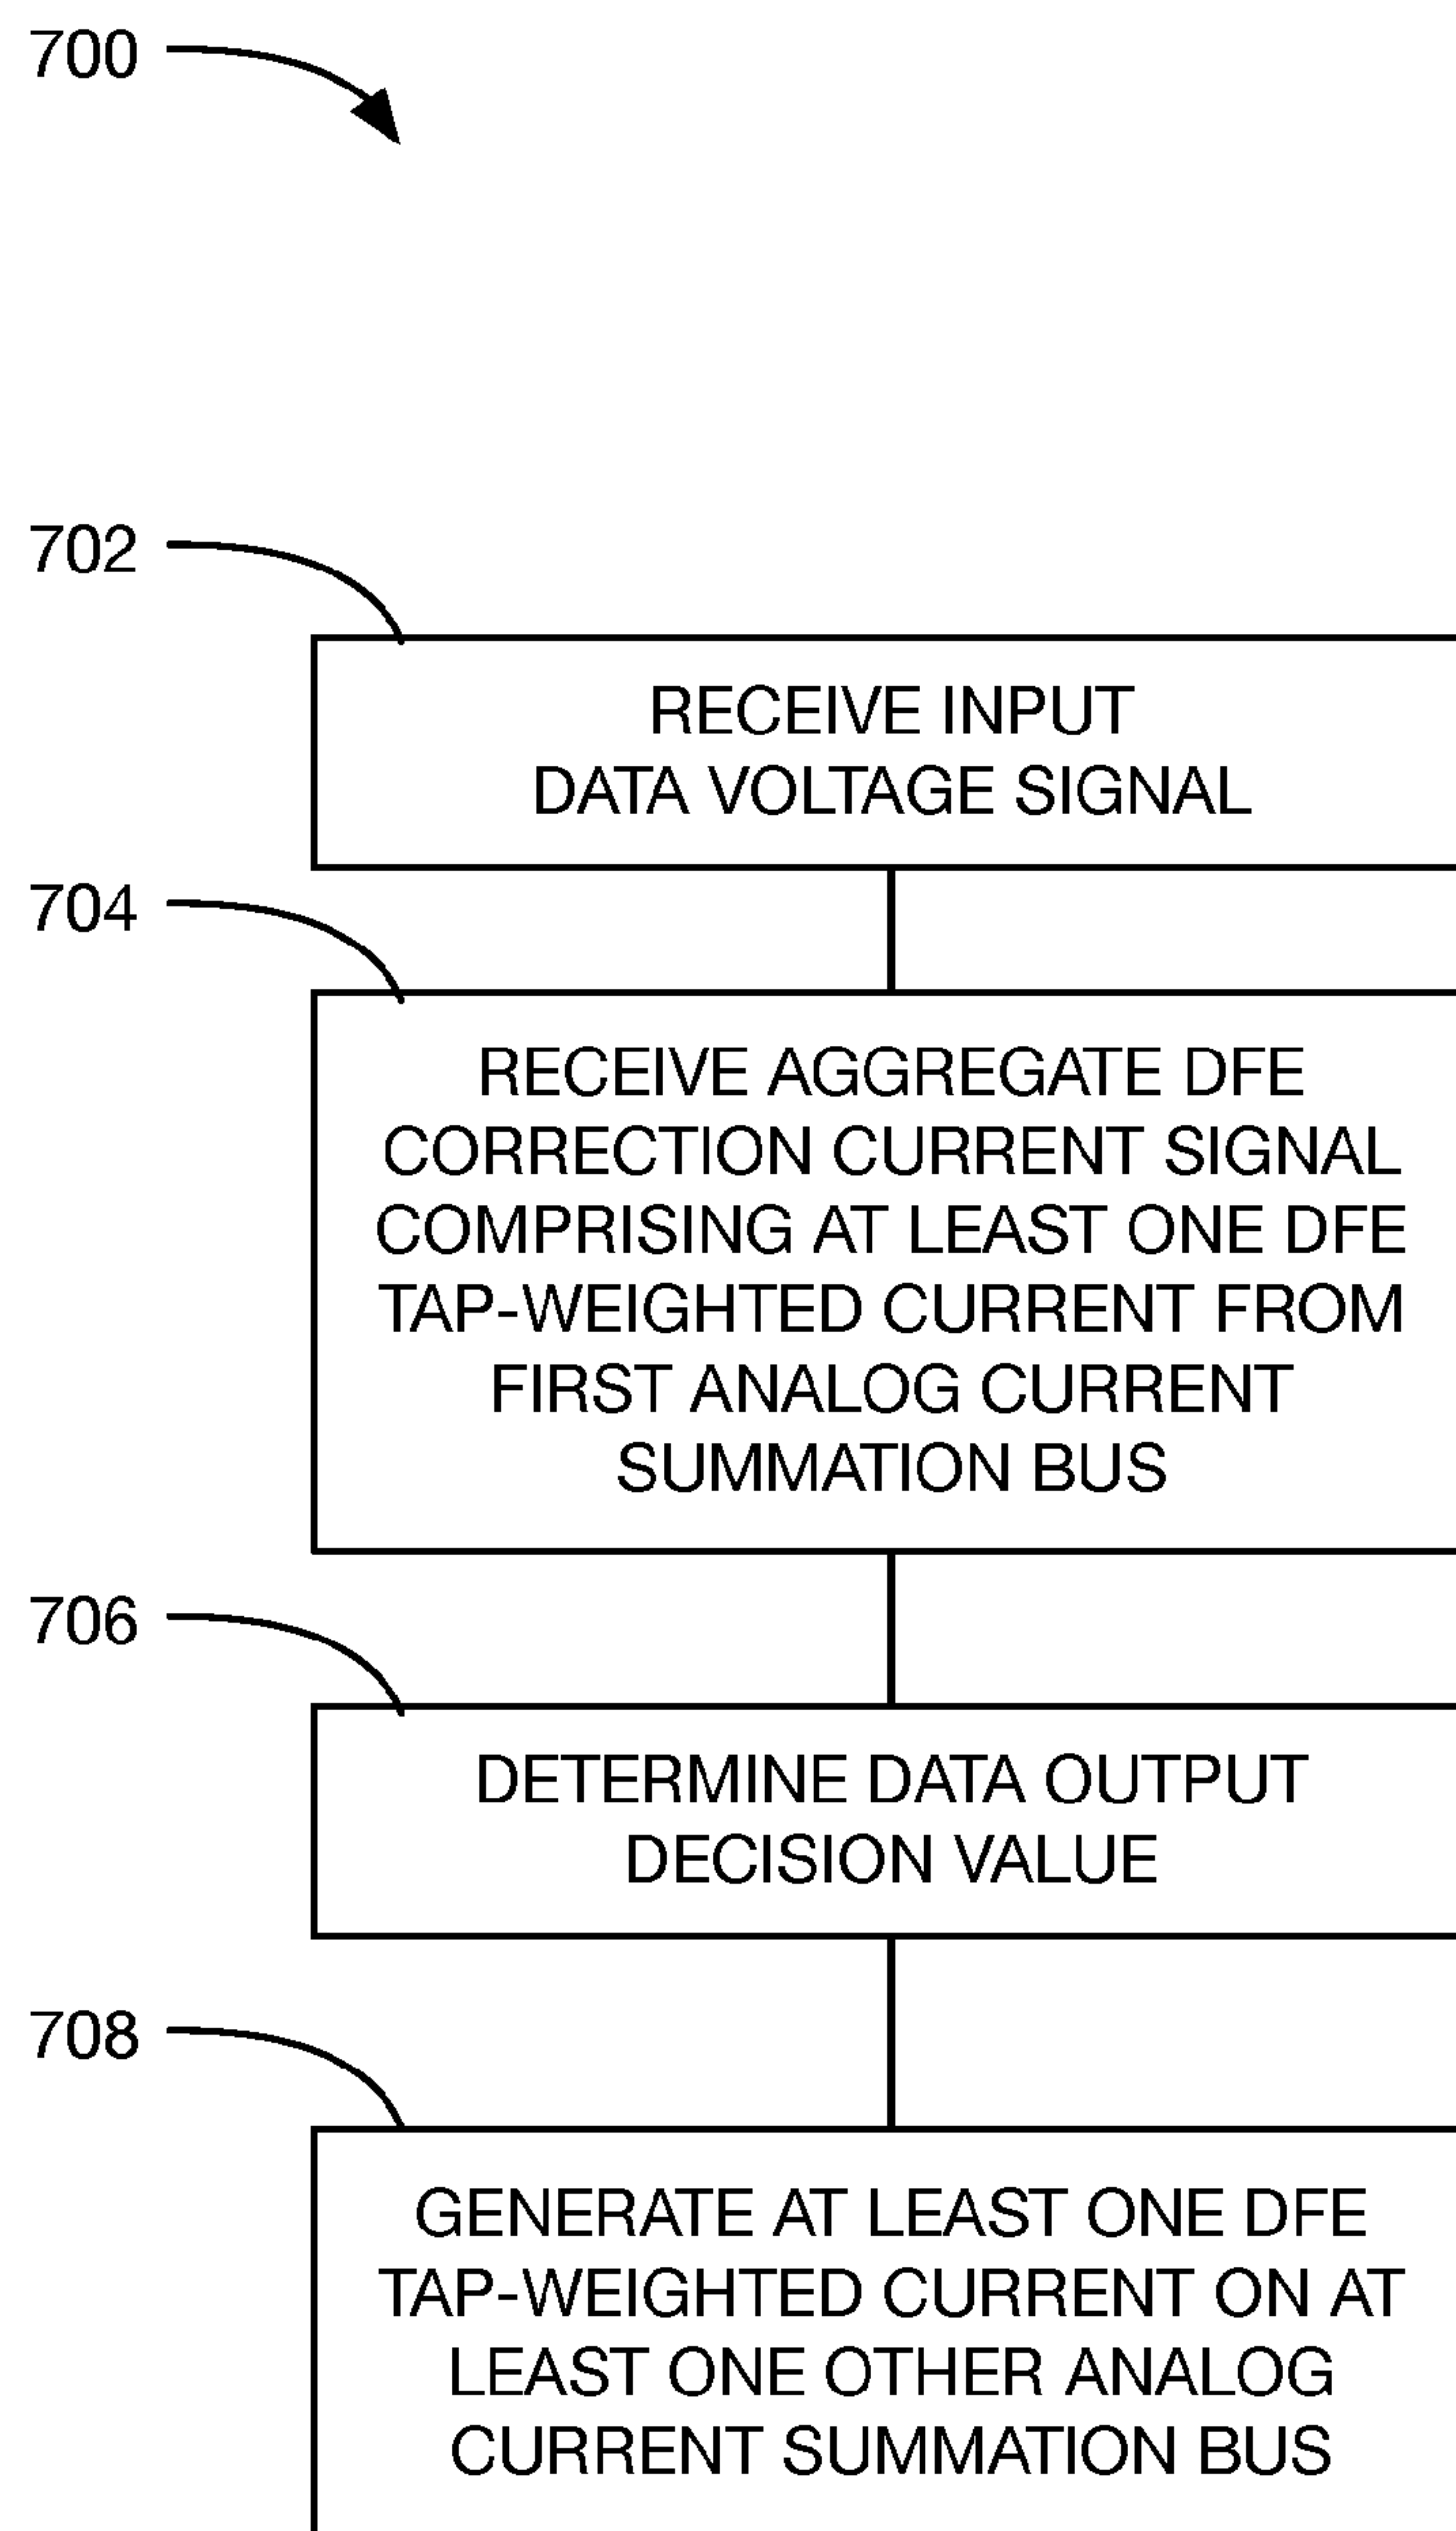 700
702
RECEIVE INPUT
DATA VOLTAGE SIGNAL
704
RECEIVE AGGREGATE DFE
CORRECTION CURRENT SIGNAL
COMPRISING AT LEAST ONE DFE
TAP-WEIGHTED CURRENT FROM
FIRST ANALOG CURRENT
SUMMATION BUS
706
DETERMINE DATA OUTPUT
DECISION VALUE
708
GENERATE AT LEAST ONE DFE
TAP-WEIGHTED CURRENT ON AT
LEAST ONE OTHER ANALOG
CURRENT SUMMATION BUS